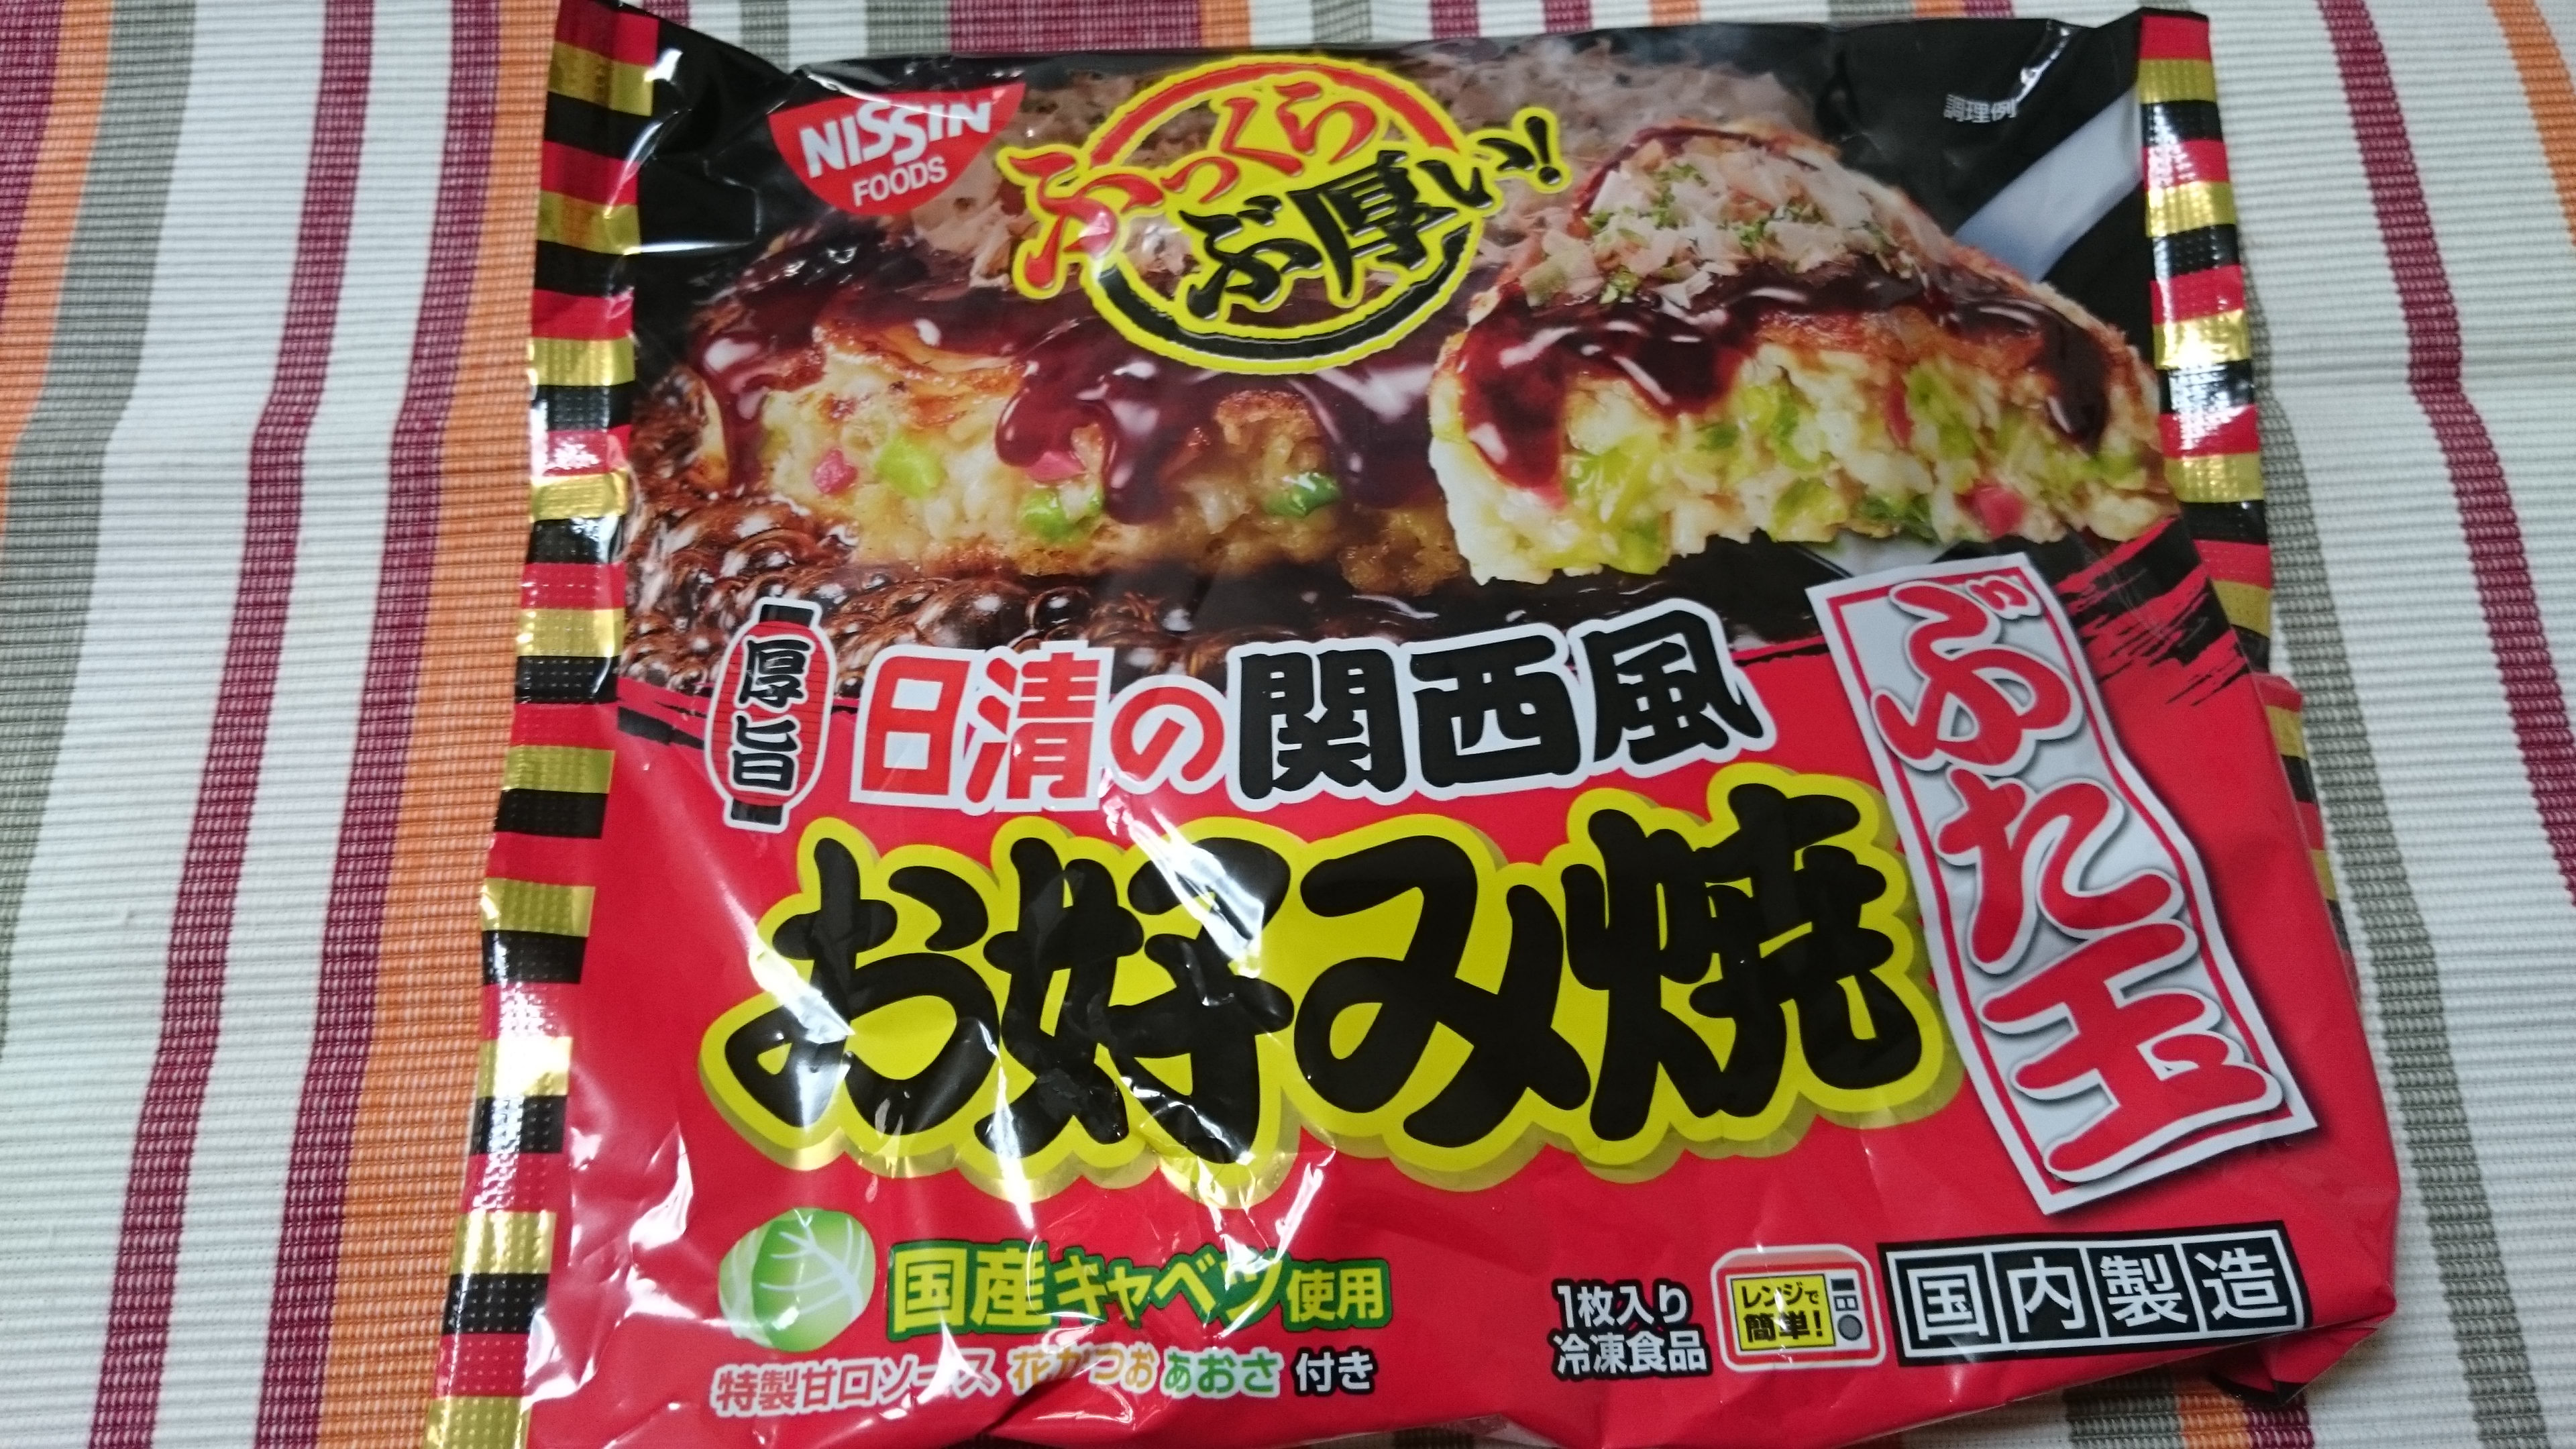 NISSIN
FOODS
ふっくら
ぶ厚い!
調理例
厚旨
日清の関西風
お好み焼
ぶた玉
国産キャベツ使用
特製甘口ソース 花かつお あおさ 付き
1枚入り
冷凍食品
レンジで
簡単!
国内製造